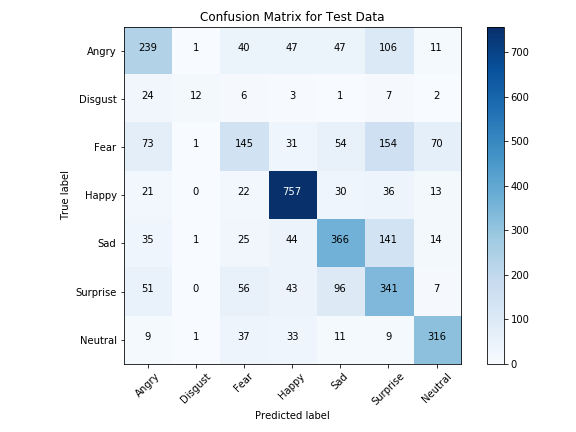 Confusion Matrix for Test Data
True label
Angry 239 1 40 47 47 106 11
Disgust 24 12 6 3 1 7 2
Fear 73 1 145 31 54 154 70
Happy 21 0 22 757 30 36 13
Sad 35 1 25 44 366 141 14
Surprise 51 0 56 43 96 341 7
Neutral 9 1 37 33 11 9 316
Angry Disgust Fear Happy Sad Surprise Neutral
Predicted label
700
600
500
400
300
200
100
0